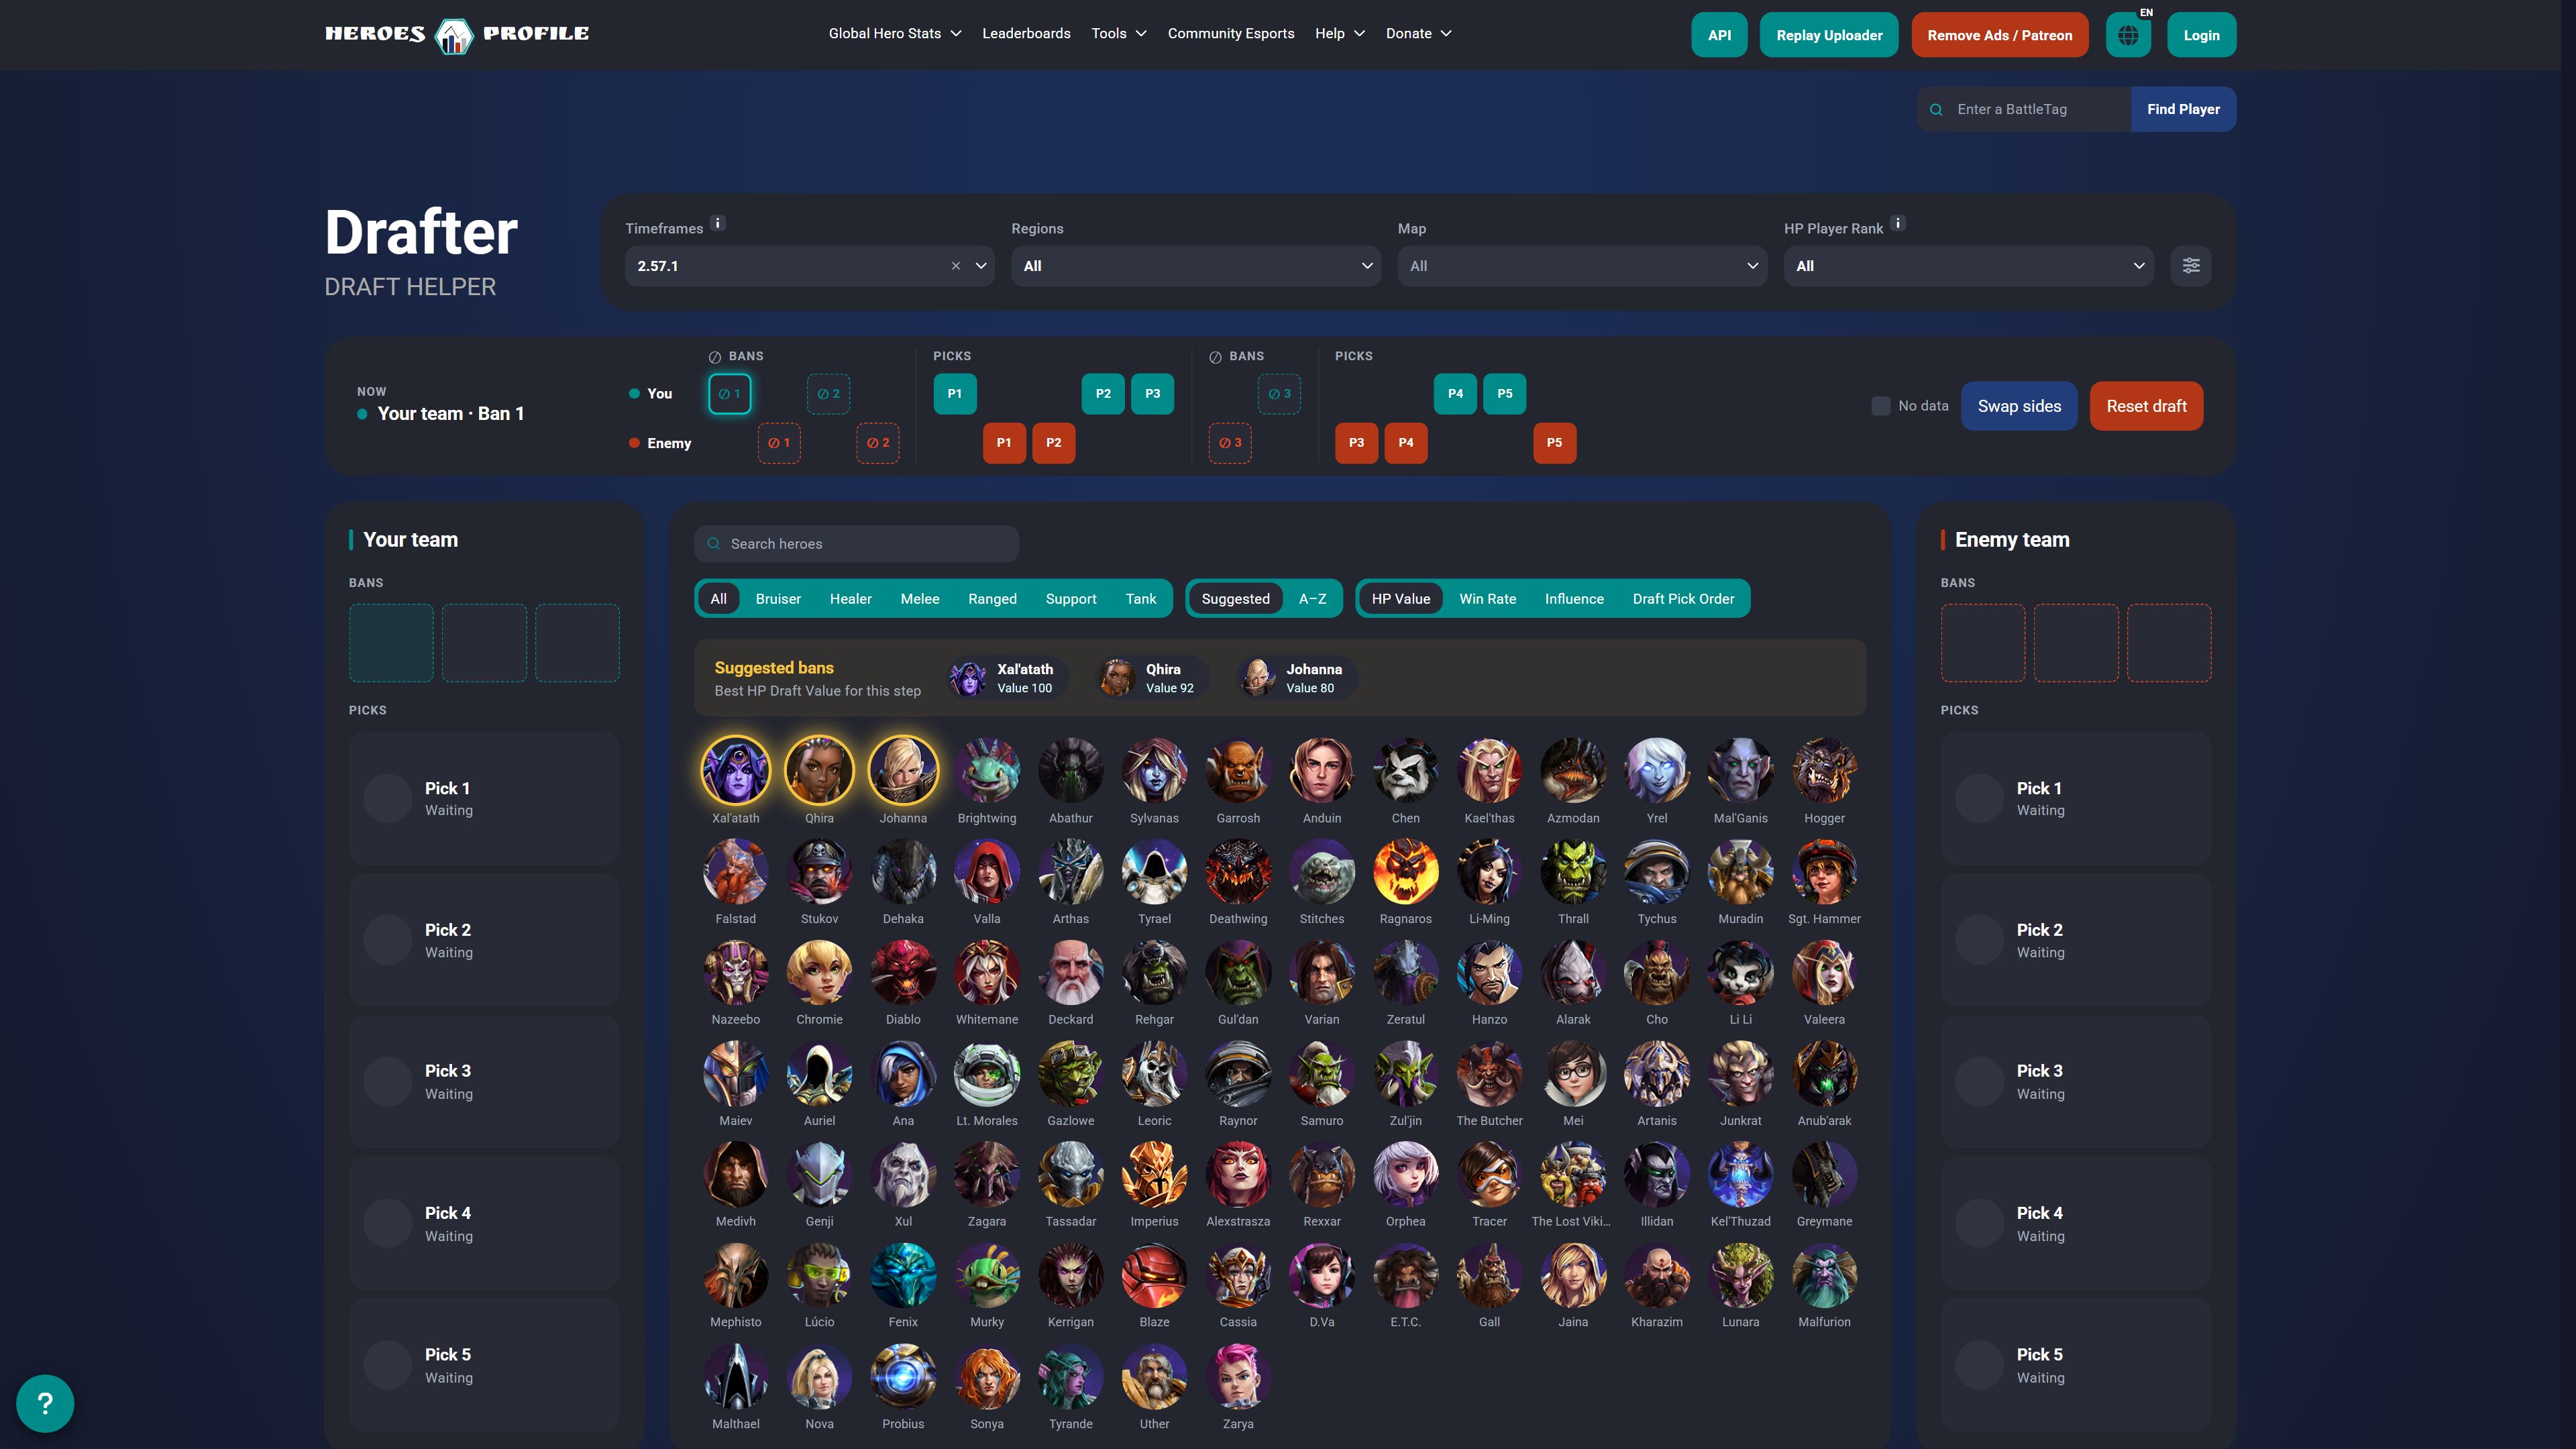 HEROES PROFILE
Global Hero Stats
Leaderboards
Tools
Community Esports
Help
Donate
API
Replay Uploader
Remove Ads / Patreon
EN
Login
Enter a BattleTag
Find Player
Drafter
DRAFT HELPER
Timeframes i
2.57.1
Regions
All
Map
All
HP Player Rank i
All
NOW
Your team · Ban 1
You
Enemy
BANS
1 2
1 2
PICKS
P1 P2 P3
P1 P2
BANS
3
3
PICKS
P4 P5
P3 P4 P5
No data
Swap sides
Reset draft
Your team
BANS
PICKS
Pick 1
Waiting
Pick 2
Waiting
Pick 3
Waiting
Pick 4
Waiting
Pick 5
Waiting
Search heroes
All Bruiser Healer Melee Ranged Support Tank
Suggested A–Z
HP Value Win Rate Influence Draft Pick Order
Suggested bans
Best HP Draft Value for this step
Xal'atath
Value 100
Qhira
Value 92
Johanna
Value 80
Xal'atath Qhira Johanna Brightwing Abathur Sylvanas Garrosh Anduin Chen Kael'thas Azmodan Yrel Mal'Ganis Hogger
Falstad Stukov Dehaka Valla Arthas Tyrael Deathwing Stitches Ragnaros Li-Ming Thrall Tychus Muradin Sgt. Hammer
Nazeebo Chromie Diablo Whitemane Deckard Rehgar Gul'dan Varian Zeratul Hanzo Alarak Cho Li Li Valeera
Maiev Auriel Ana Lt. Morales Gazlowe Leoric Raynor Samuro Zul'jin The Butcher Mei Artanis Junkrat Anub'arak
Medivh Genji Xul Zagara Tassadar Imperius Alexstrasza Rexxar Orphea Tracer The Lost Viki... Illidan Kel'Thuzad Greymane
Mephisto Lúcio Fenix Murky Kerrigan Blaze Cassia D.Va E.T.C. Gall Jaina Kharazim Lunara Malfurion
Malthael Nova Probius Sonya Tyrande Uther Zarya
Enemy team
BANS
PICKS
Pick 1
Waiting
Pick 2
Waiting
Pick 3
Waiting
Pick 4
Waiting
Pick 5
Waiting
?